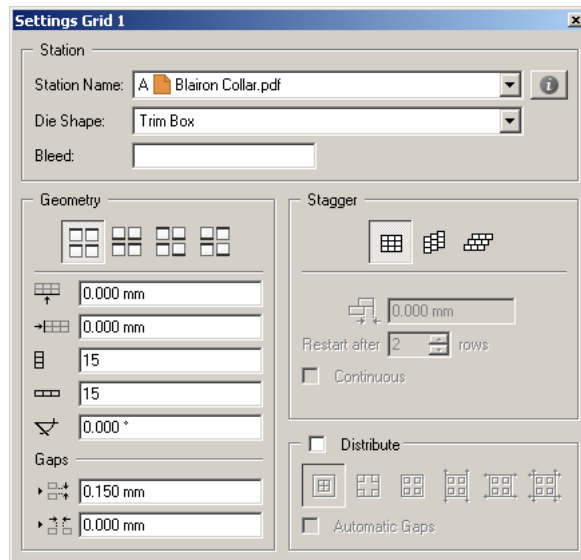 Settings Grid 1
Station
Station Name: A Blairon Collar.pdf
Die Shape: Trim Box
Bleed:
Geometry
0.000 mm
0.000 mm
15
15
0.000 °
Gaps
0.150 mm
0.000 mm
Stagger
0.000 mm
Restart after 2 rows
Continuous
Distribute
Automatic Gaps